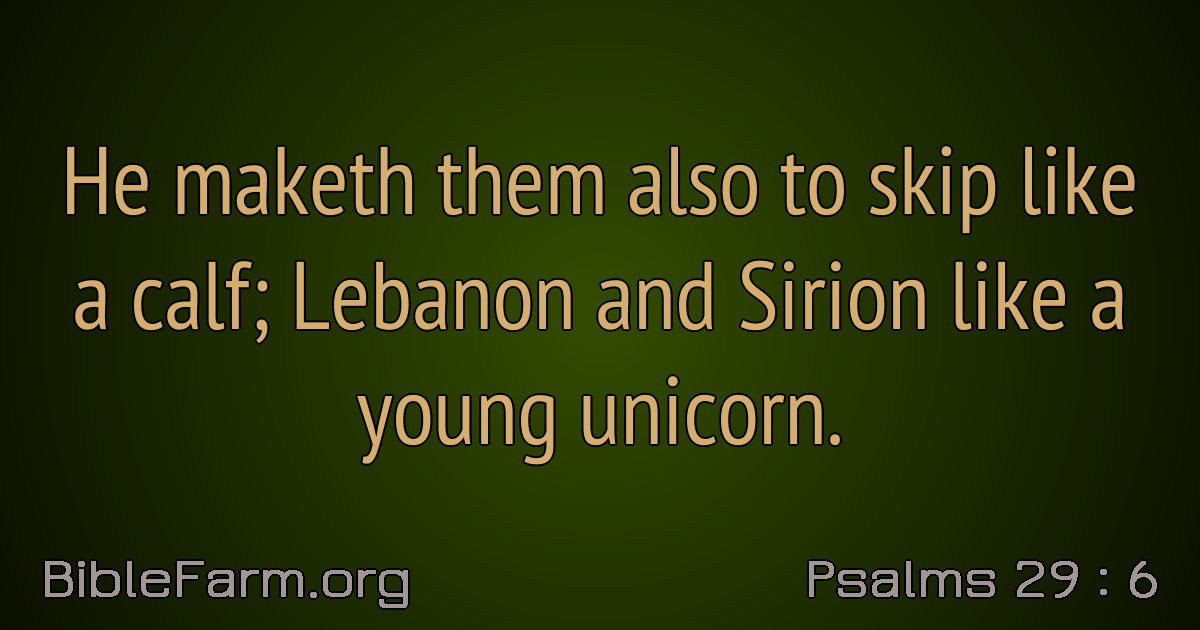 He maketh them also to skip like
a calf; Lebanon and Sirion like a
young unicorn.
BibleFarm.org
Psalms 29 : 6